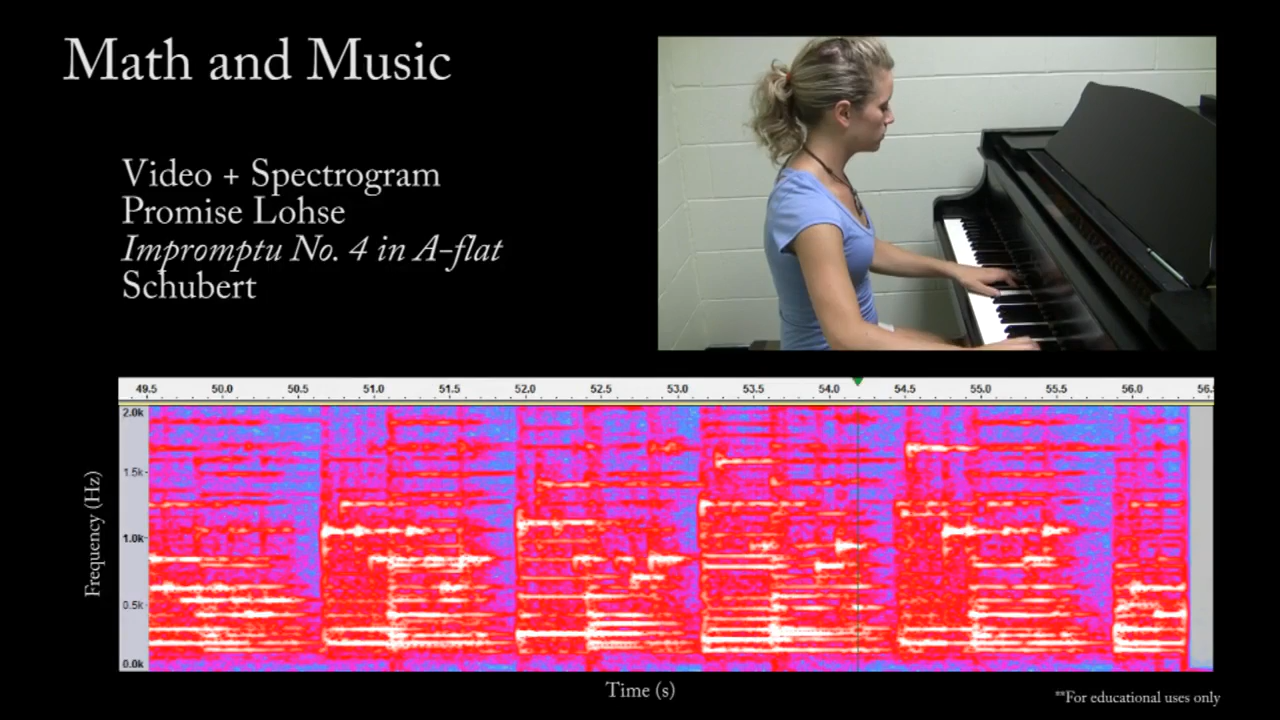 Math and Music
Video + Spectrogram
Promise Lohse
Impromptu No. 4 in A-flat
Schubert
49.5 50.0 50.5 51.0 51.5 52.0 52.5 53.0 53.5 54.0 54.5 55.0 55.5 56.0 56.5
2.0k
1.5k
1.0k
0.5k
0.0k
Frequency (Hz)
Time (s)
**For educational uses only